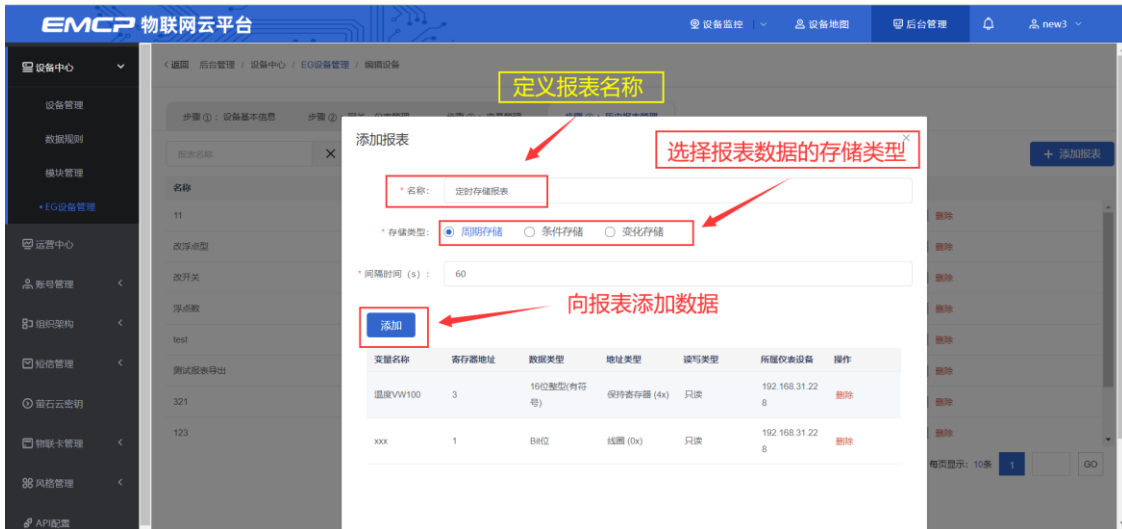 EMCP 物联网云平台
设备监控
设备地图
后台管理
new3
设备中心
设备管理
数据规则
模块管理
•EG设备管理
运营中心
账号管理
组织架构
短信管理
萤石云密钥
物联卡管理
风格管理
API配置
<返回 后台管理 / 设备中心 / EG设备管理 / 编辑设备
定义报表名称
步骤 ①：设备基本信息
步骤 ②：
报表名称
+ 添加报表
名称
11
改浮点型
改开关
浮点数
test
测试报表导出
321
123
添加报表
选择报表数据的存储类型
* 名称: 定时存储报表
* 存储类型: 周期存储 条件存储 变化存储
* 间隔时间（s）: 60
向报表添加数据
添加
变量名称 寄存器地址 数据类型 地址类型 读写类型 所属仪表设备 操作
温度VW100 3 16位整型(有符号) 保持寄存器 (4x) 只读 192.168.31.228 删除
xxx 1 Bit位 线圈 (0x) 只读 192.168.31.228 删除
删除
删除
删除
删除
删除
删除
删除
删除
每页显示: 10条 1 GO